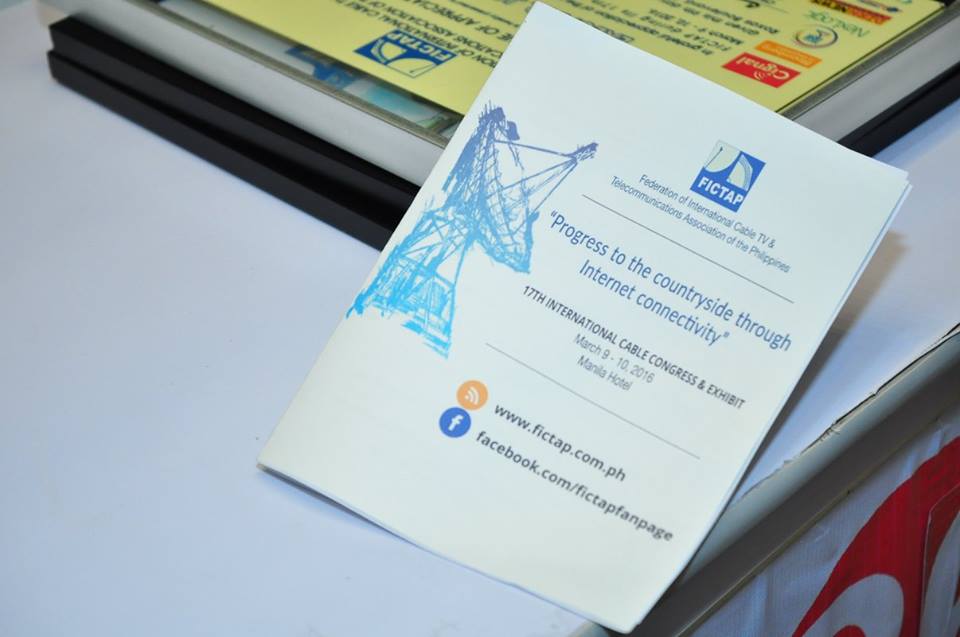 FICTAP
Federation of International Cable TV &
Telecommunications Association of the Philippines
"Progress to the countryside through
Internet connectivity"
17TH INTERNATIONAL CABLE CONGRESS & EXHIBIT
March 9 - 10, 2016
Manila Hotel
www.fictap.com.ph
f
facebook.com/fictapfanpage
FICTAP
Cignal